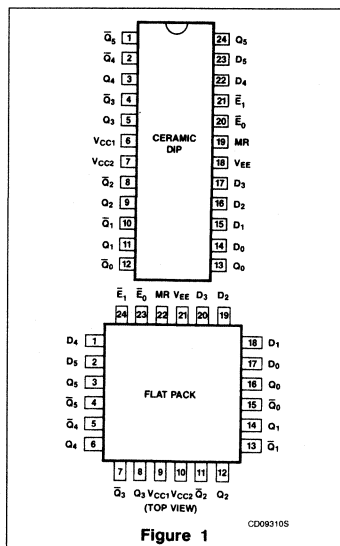 Q̅5 1 24 Q5
Q̅4 2 23 D5
Q4 3 22 D4
Q̅3 4 21 E̅1
Q3 5 20 E̅0
VCC1 6 CERAMIC 19 MR
VCC2 7 DIP 18 VEE
Q̅2 8 17 D3
Q2 9 16 D2
Q̅1 10 15 D1
Q1 11 14 D0
Q̅0 12 13 Q0
E̅1 E̅0 MR VEE D3 D2
24 23 22 21 20 19
D4 1 18 D1
D5 2 17 D0
Q5 3 16 Q0
Q̅5 4 FLAT PACK 15 Q̅0
Q̅4 5 14 Q1
Q4 6 13 Q̅1
7 8 9 10 11 12
Q̅3 Q3 VCC1 VCC2 Q̅2 Q2
(TOP VIEW)
CD09310S
Figure 1